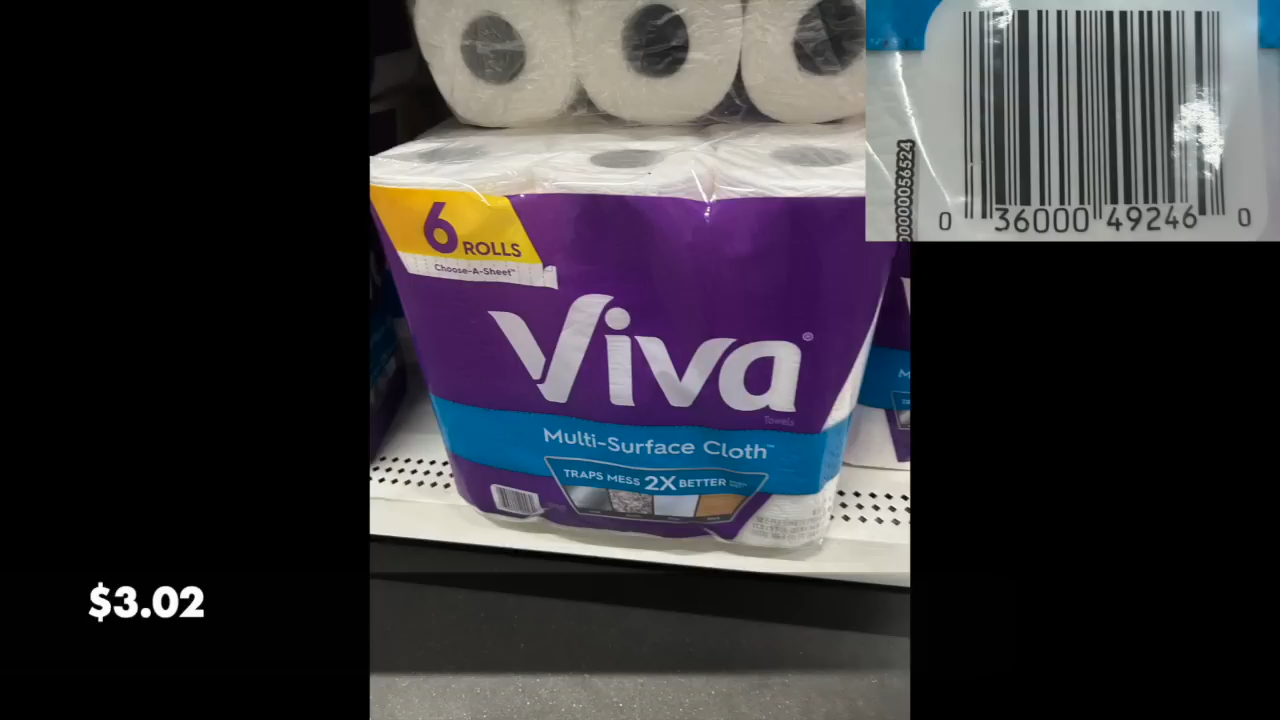 6 ROLLS
Choose-A-Sheet™
Viva®
Towels
Multi-Surface Cloth™
TRAPS MESS 2X BETTER
000000056524
0 36000 49246 0
$3.02